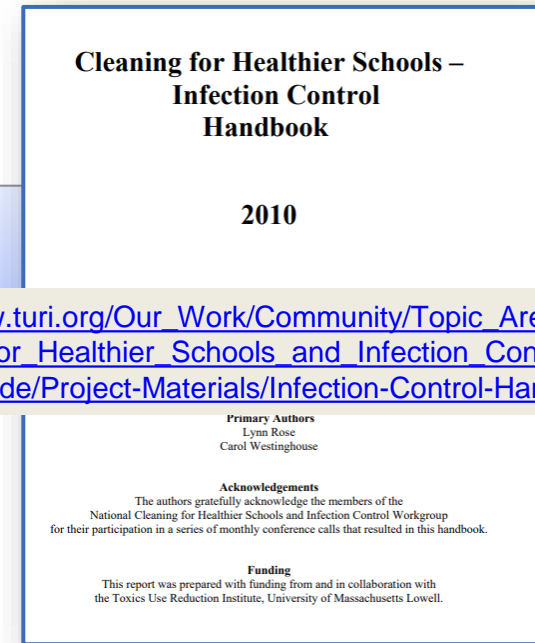 Cleaning for Healthier Schools –
Infection Control
Handbook
2010
w.turi.org/Our_Work/Community/Topic_Are
or_Healthier_Schools_and_Infection_Con
de/Project-Materials/Infection-Control-Har
Primary Authors
Lynn Rose
Carol Westinghouse
Acknowledgements
The authors gratefully acknowledge the members of the
National Cleaning for Healthier Schools and Infection Control Workgroup
for their participation in a series of monthly conference calls that resulted in this handbook.
Funding
This report was prepared with funding from and in collaboration with
the Toxics Use Reduction Institute, University of Massachusetts Lowell.